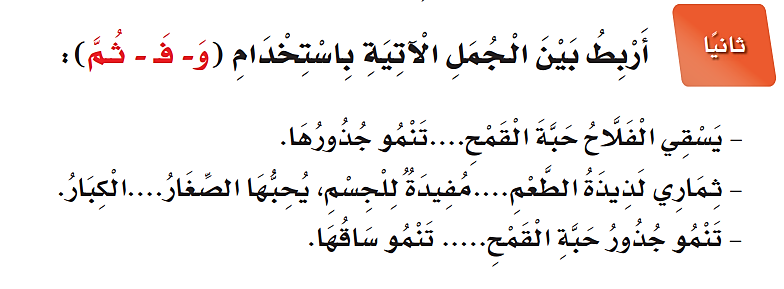 ثانيًا
أَرْبِطُ بَيْنَ الْجُمَلِ الْآتِيَةِ بِاسْتِخْدَامِ (وَ- فَـ - ثُـمَّ):
- يَسْقِي الْفَلَّاحُ حَبَّةَ الْقَمْحِ....تَنْمُو جُذُورُهَا.
- ثِمَارِي لَذِيذَةُ الطَّعْمِ....مُفِيدَةٌ لِلْجِسْمِ، يُحِبُّهَا الصِّغَارُ....الْكِبَارُ.
- تَنْمُو جُذُورُ حَبَّةِ الْقَمْحِ..... تَنْمُو سَاقُهَا.